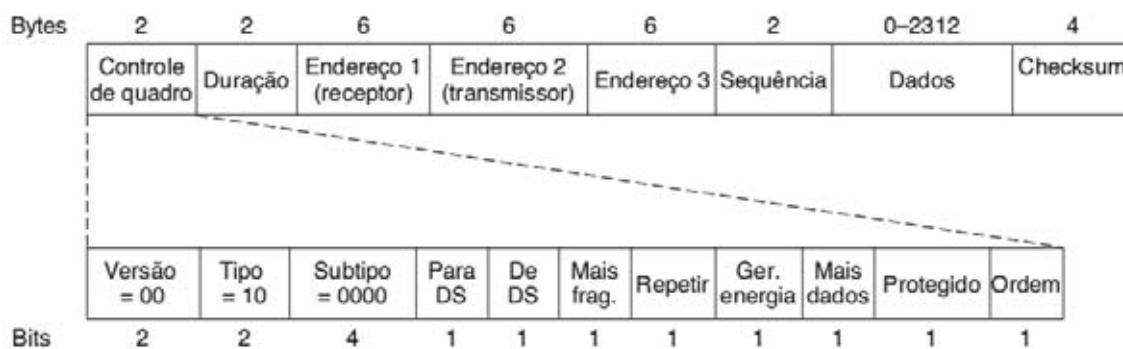 Bytes 2 2 6 6 6 2 0–2312 4
Controle de quadro
Duração
Endereço 1 (receptor)
Endereço 2 (transmissor)
Endereço 3
Sequência
Dados
Checksum
Versão = 00
Tipo = 10
Subtipo = 0000
Para DS
De DS
Mais frag.
Repetir
Ger. energia
Mais dados
Protegido
Ordem
Bits 2 2 4 1 1 1 1 1 1 1 1